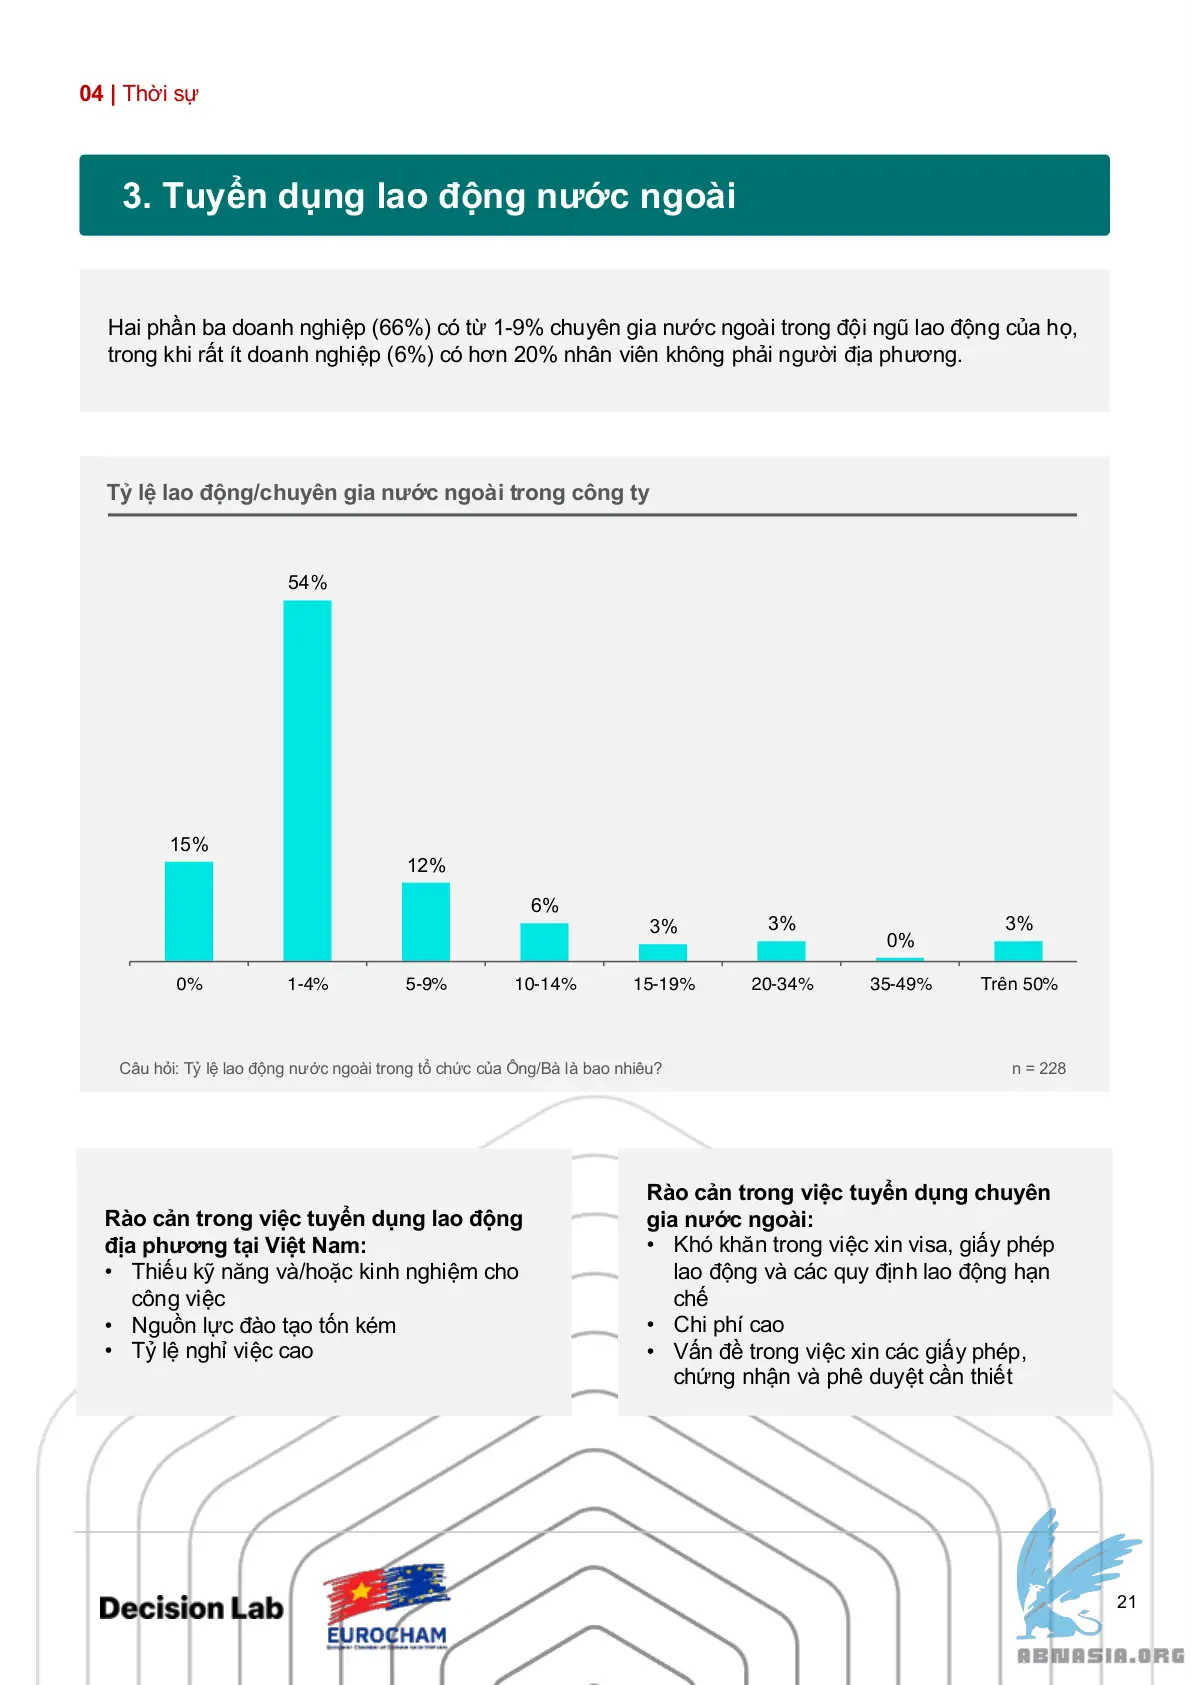 04 | Thời sự
3. Tuyển dụng lao động nước ngoài
Hai phần ba doanh nghiệp (66%) có từ 1-9% chuyên gia nước ngoài trong đội ngũ lao động của họ,
trong khi rất ít doanh nghiệp (6%) có hơn 20% nhân viên không phải người địa phương.
Tỷ lệ lao động/chuyên gia nước ngoài trong công ty
54%
15%
12%
6%
3%
3%
0%
3%
0%
1-4%
5-9%
10-14%
15-19%
20-34%
35-49%
Trên 50%
Câu hỏi: Tỷ lệ lao động nước ngoài trong tổ chức của Ông/Bà là bao nhiêu?
n = 228
Rào cản trong việc tuyển dụng lao động
địa phương tại Việt Nam:
• Thiếu kỹ năng và/hoặc kinh nghiệm cho
công việc
• Nguồn lực đào tạo tốn kém
• Tỷ lệ nghỉ việc cao
Rào cản trong việc tuyển dụng chuyên
gia nước ngoài:
• Khó khăn trong việc xin visa, giấy phép
lao động và các quy định lao động hạn
chế
• Chi phí cao
• Vấn đề trong việc xin các giấy phép,
chứng nhận và phê duyệt cần thiết
Decision Lab
EUROCHAM
21
ABMASIA.ORG